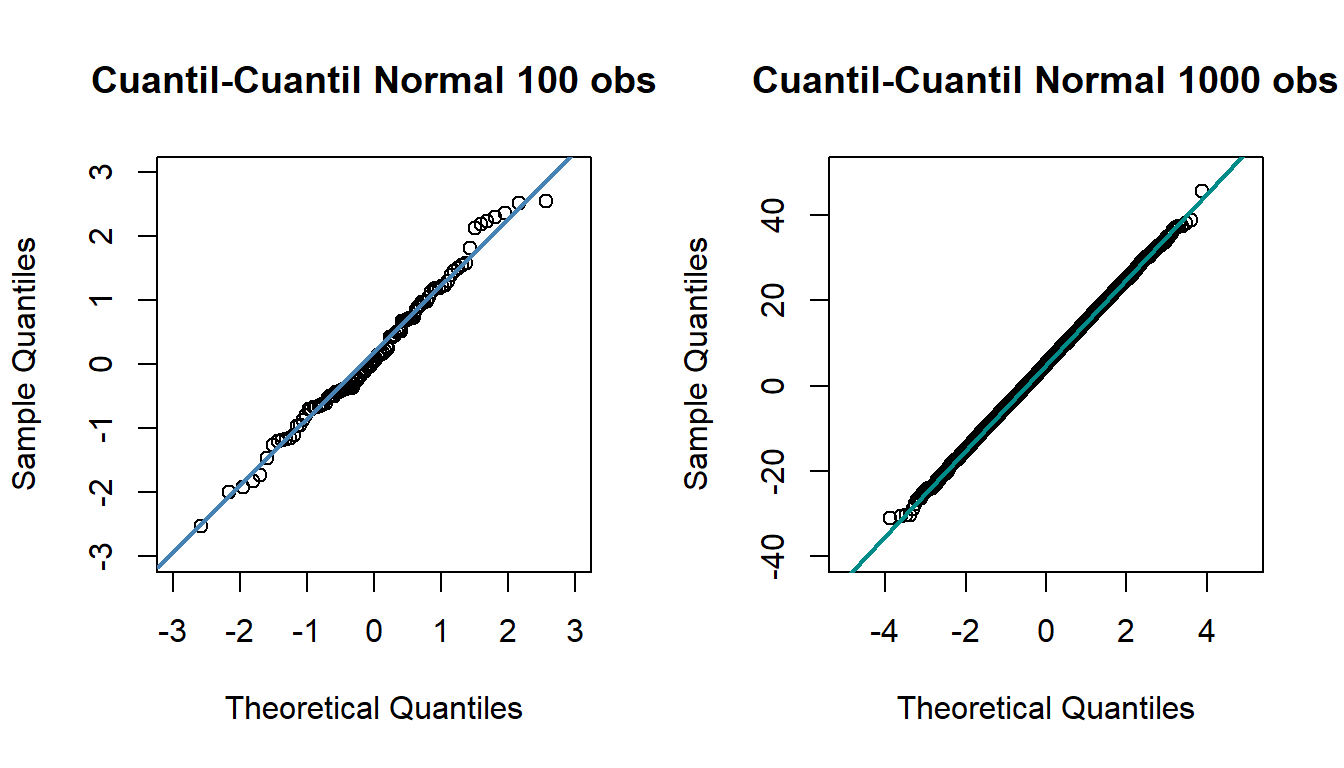 Cuantil-Cuantil Normal 100 obs
3
2
1
0
-1
-2
-3
Sample Quantiles
-3 -2 -1 0 1 2 3
Theoretical Quantiles
Cuantil-Cuantil Normal 1000 obs
40
20
0
-20
-40
Sample Quantiles
-4 -2 0 2 4
Theoretical Quantiles